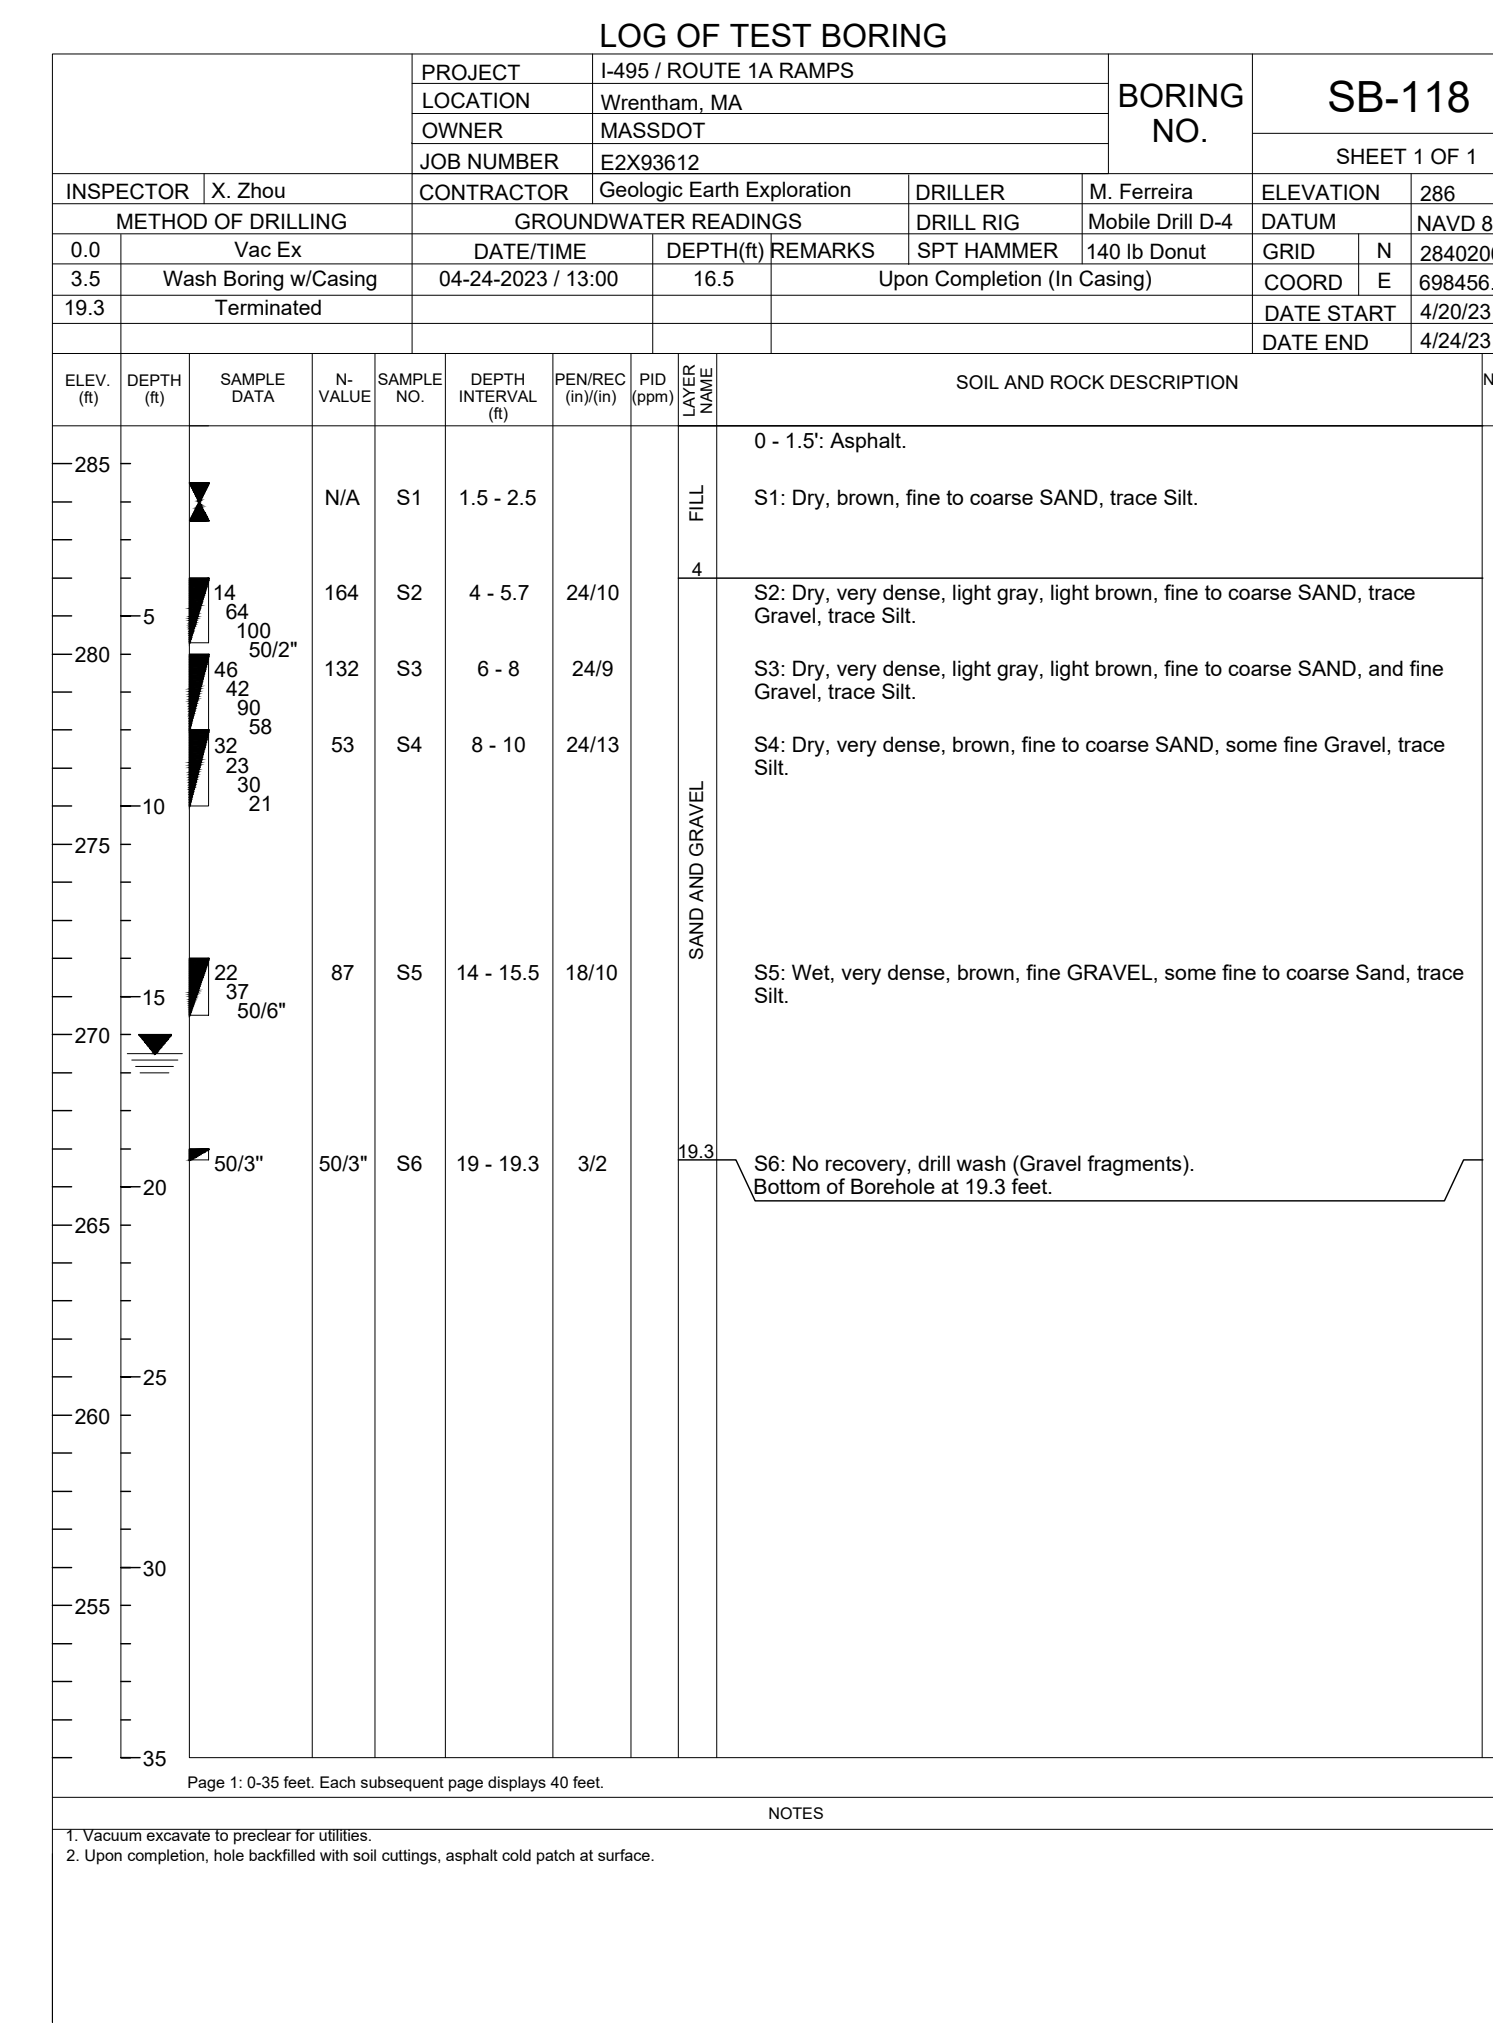 LOG OF TEST BORING
PROJECT I-495 / ROUTE 1A RAMPS
LOCATION Wrentham, MA
OWNER MASSDOT
JOB NUMBER E2X93612
BORING NO. SB-118
SHEET 1 OF 1
INSPECTOR X. Zhou CONTRACTOR Geologic Earth Exploration DRILLER M. Ferreira ELEVATION 286
METHOD OF DRILLING GROUNDWATER READINGS DRILL RIG Mobile Drill D-4 DATUM NAVD 8
0.0 Vac Ex DATE/TIME DEPTH(ft) REMARKS SPT HAMMER 140 lb Donut GRID N 284020
3.5 Wash Boring w/Casing 04-24-2023 / 13:00 16.5 Upon Completion (In Casing) COORD E 698456.
19.3 Terminated DATE START 4/20/23
DATE END 4/24/23
ELEV. (ft) DEPTH (ft) SAMPLE DATA N-VALUE SAMPLE NO. DEPTH INTERVAL (ft) PEN/REC (in)/(in) PID (ppm) LAYER NAME SOIL AND ROCK DESCRIPTION N
0 - 1.5': Asphalt.
285
N/A S1 1.5 - 2.5 FILL S1: Dry, brown, fine to coarse SAND, trace Silt.
4
14 164 S2 4 - 5.7 24/10 S2: Dry, very dense, light gray, light brown, fine to coarse SAND, trace
5 64 Gravel, trace Silt.
100
50/2"
280
46 132 S3 6 - 8 24/9 S3: Dry, very dense, light gray, light brown, fine to coarse SAND, and fine
42 Gravel, trace Silt.
90
58
32 53 S4 8 - 10 24/13 S4: Dry, very dense, brown, fine to coarse SAND, some fine Gravel, trace
23 Silt.
30
10 21
275
SAND AND GRAVEL
22 87 S5 14 - 15.5 18/10 S5: Wet, very dense, brown, fine GRAVEL, some fine to coarse Sand, trace
15 37 Silt.
50/6"
270
19.3
50/3" 50/3" S6 19 - 19.3 3/2 S6: No recovery, drill wash (Gravel fragments).
20 Bottom of Borehole at 19.3 feet.
265
25
260
30
255
35
Page 1: 0-35 feet. Each subsequent page displays 40 feet.
NOTES
1. Vacuum excavate to preclear for utilities.
2. Upon completion, hole backfilled with soil cuttings, asphalt cold patch at surface.